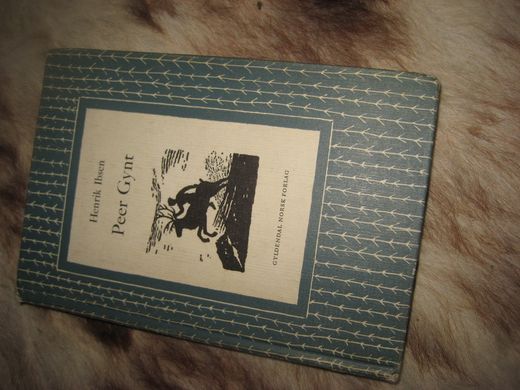 Henrik Ibsen
Peer Gynt
GYLDENDAL NORSK FORLAG